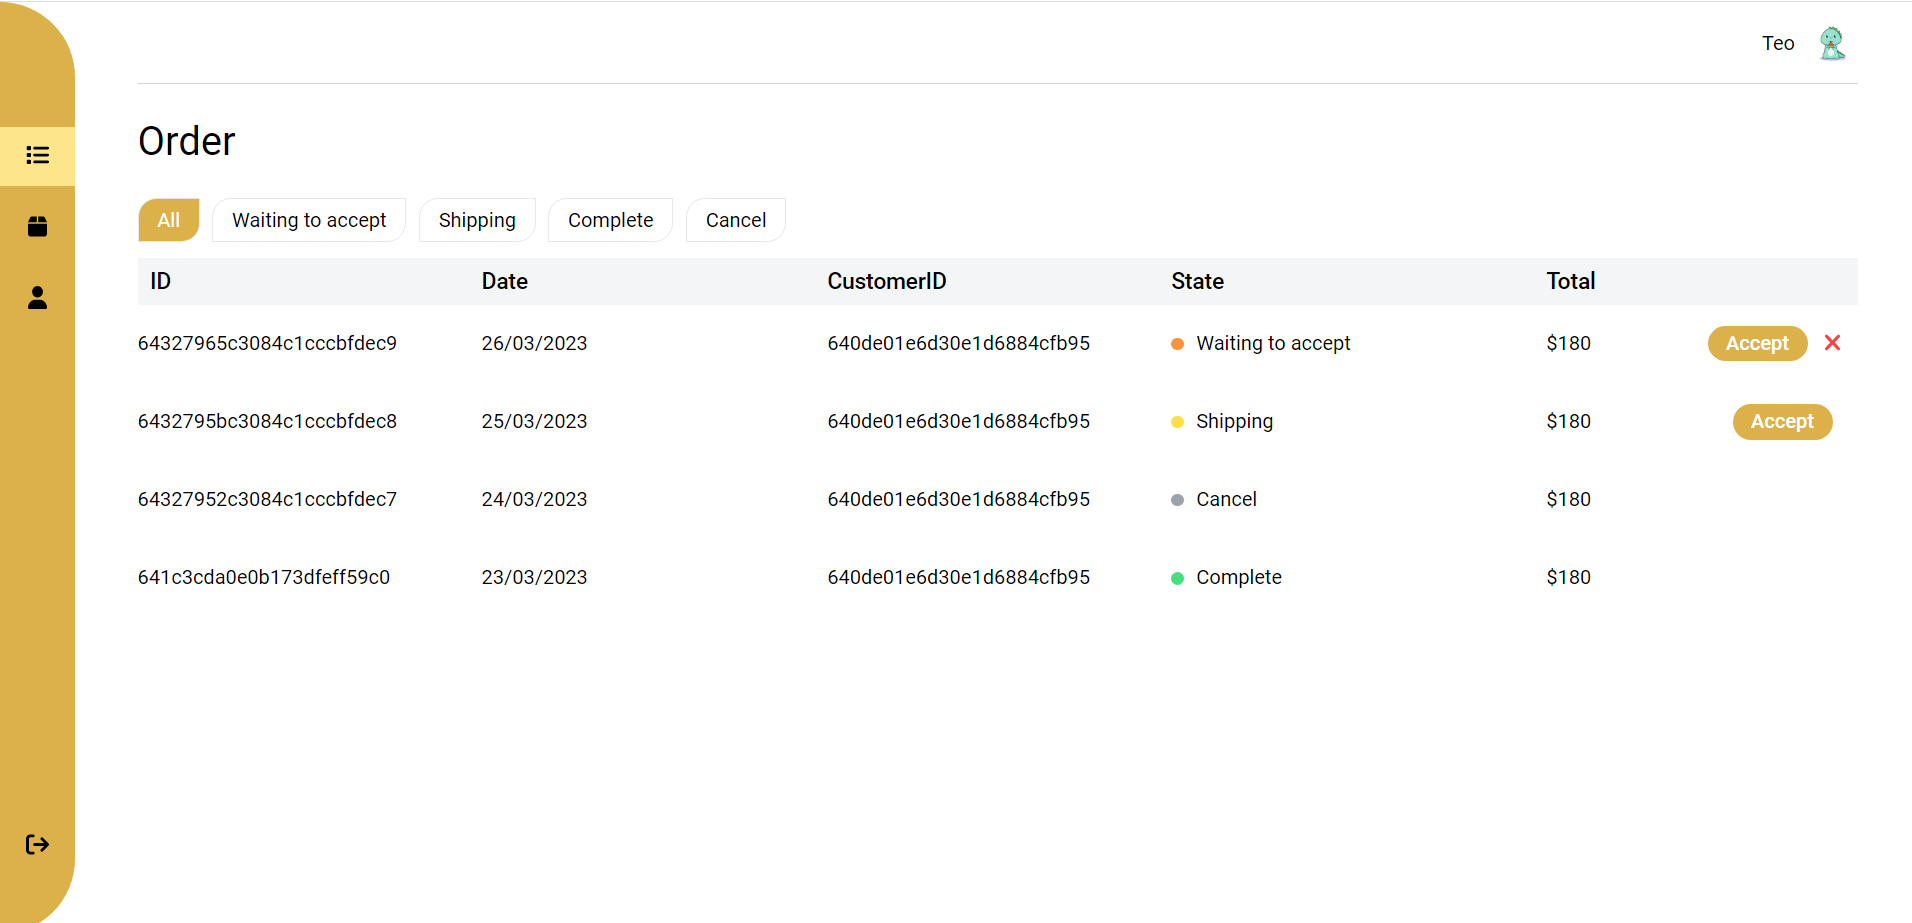 Teo
Order
All Waiting to accept Shipping Complete Cancel
ID Date CustomerID State Total
64327965c3084c1cccbfdec9 26/03/2023 640de01e6d30e1d6884cfb95 Waiting to accept $180 Accept
6432795bc3084c1cccbfdec8 25/03/2023 640de01e6d30e1d6884cfb95 Shipping $180 Accept
64327952c3084c1cccbfdec7 24/03/2023 640de01e6d30e1d6884cfb95 Cancel $180
641c3cda0e0b173dfeff59c0 23/03/2023 640de01e6d30e1d6884cfb95 Complete $180